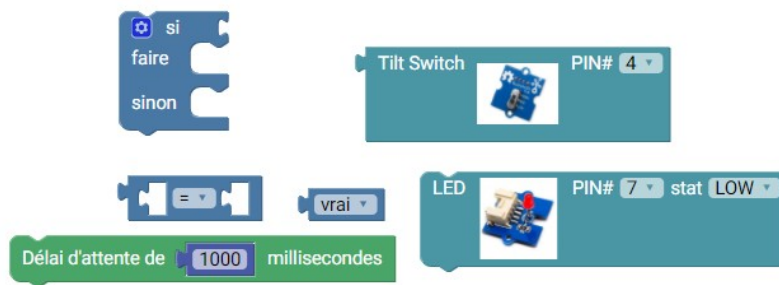 si
faire
sinon
Tilt Switch PIN# 4
= vrai
LED PIN# 7 stat LOW
Délai d'attente de 1000 millisecondes